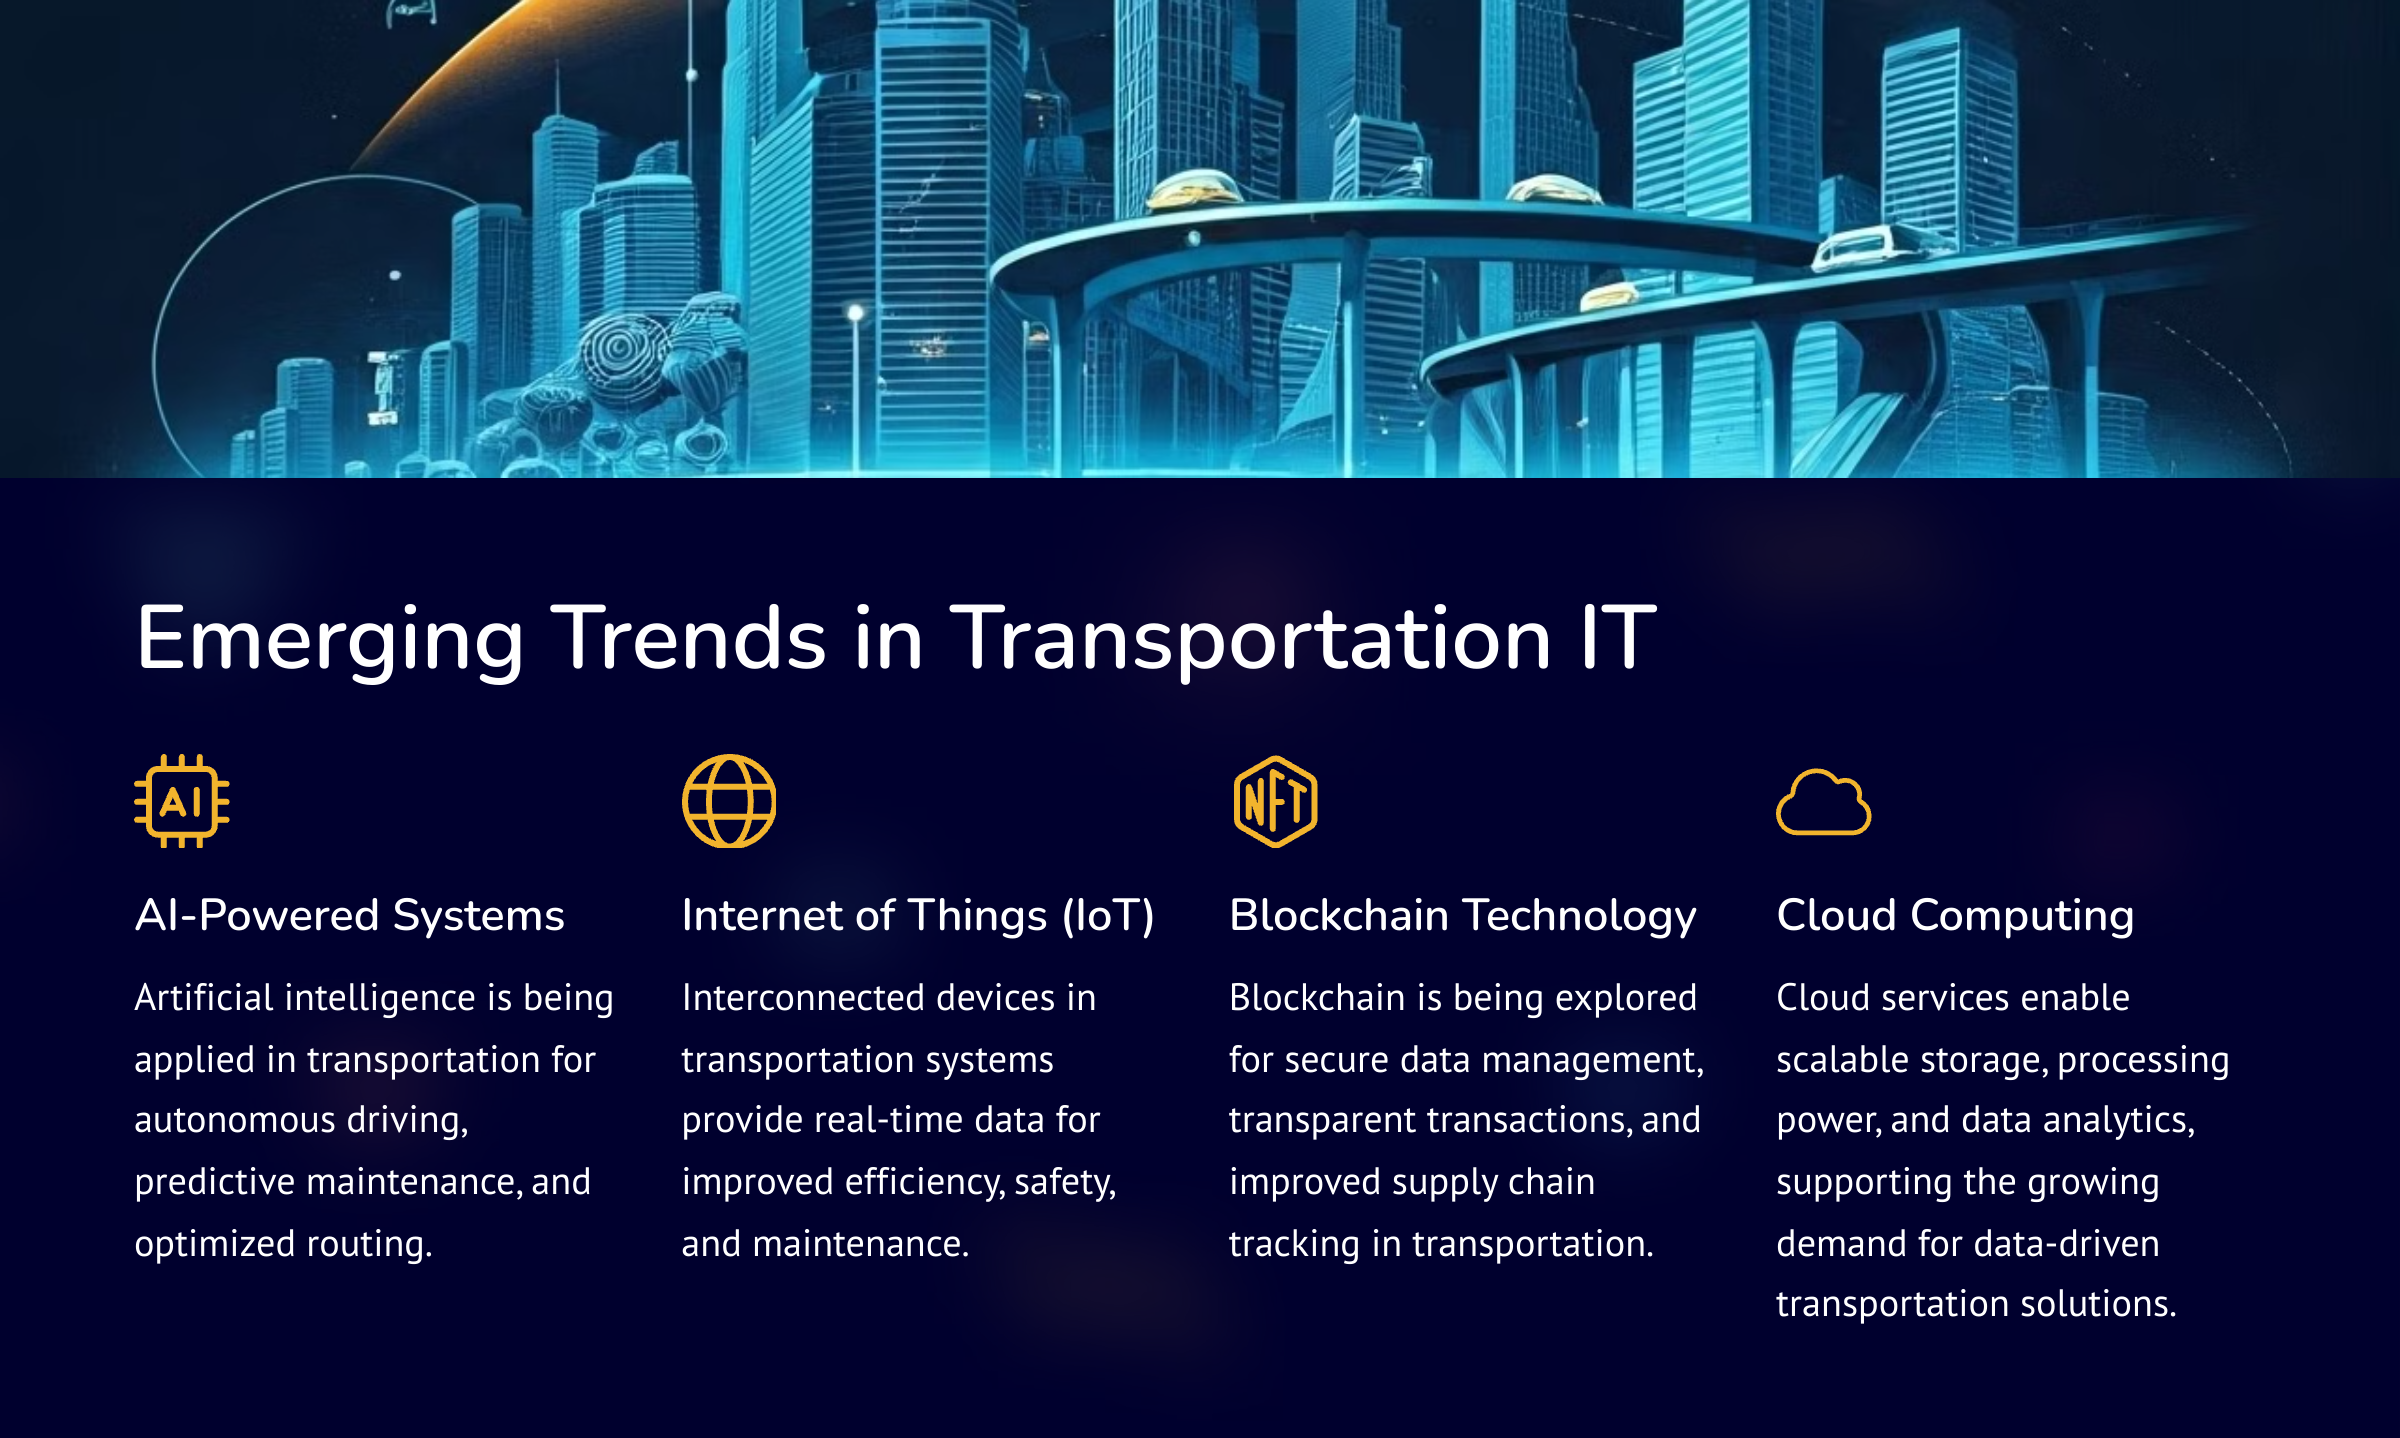 Emerging Trends in Transportation IT
AI
AI-Powered Systems
Artificial intelligence is being
applied in transportation for
autonomous driving,
predictive maintenance, and
optimized routing.
Internet of Things (IoT)
Interconnected devices in
transportation systems
provide real-time data for
improved efficiency, safety,
and maintenance.
NFT
Blockchain Technology
Blockchain is being explored
for secure data management,
transparent transactions, and
improved supply chain
tracking in transportation.
Cloud Computing
Cloud services enable
scalable storage, processing
power, and data analytics,
supporting the growing
demand for data-driven
transportation solutions.